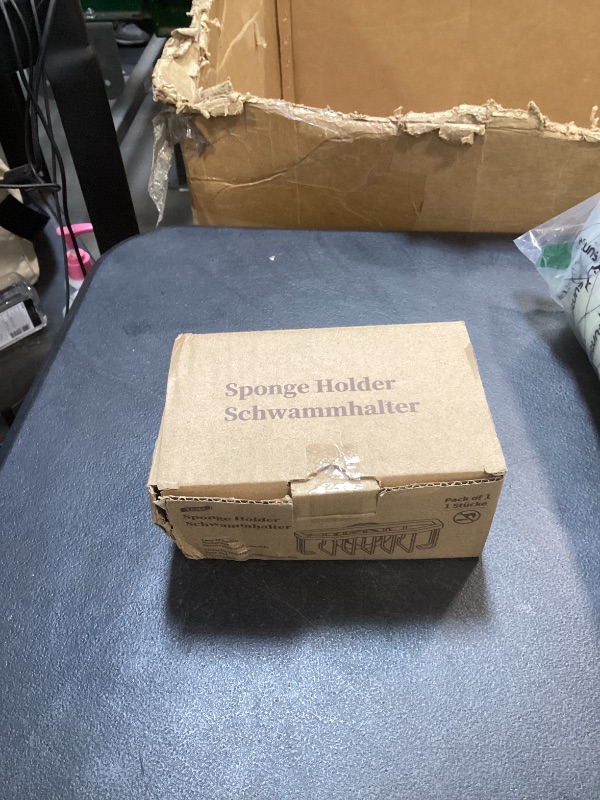 Sponge Holder
Schwammhalter
Sponge Holder
Schwammhalter
Pack of 1
1 Stücke